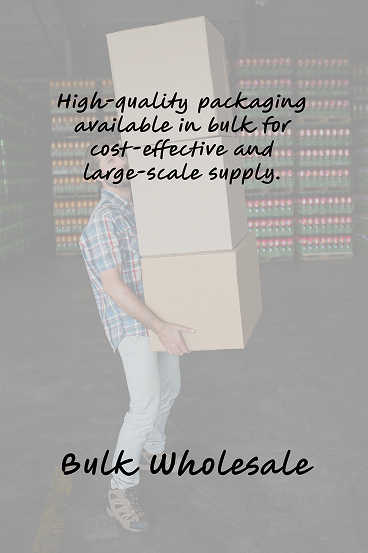 High-quality packaging
available in bulk for
cost-effective and
large-scale supply.
Bulk Wholesale